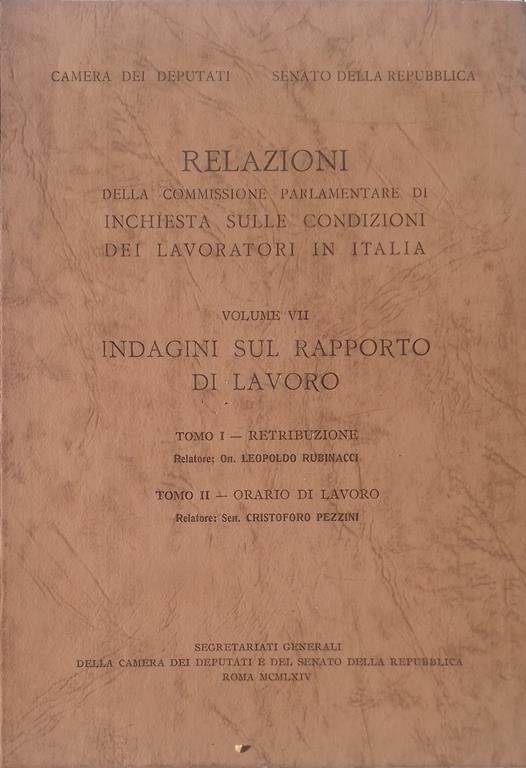 CAMERA DEI DEPUTATI SENATO DELLA REPUBBLICA
RELAZIONI
DELLA COMMISSIONE PARLAMENTARE DI
INCHIESTA SULLE CONDIZIONI
DEI LAVORATORI IN ITALIA
VOLUME VII
INDAGINI SUL RAPPORTO
DI LAVORO
TOMO I — RETRIBUZIONE
Relatore: On. LEOPOLDO RUBINACCI
TOMO II — ORARIO DI LAVORO
Relatore: Sen. CRISTOFORO PEZZINI
SEGRETARIATI GENERALI
DELLA CAMERA DEI DEPUTATI E DEL SENATO DELLA REPUBBLICA
ROMA MCMLXIV